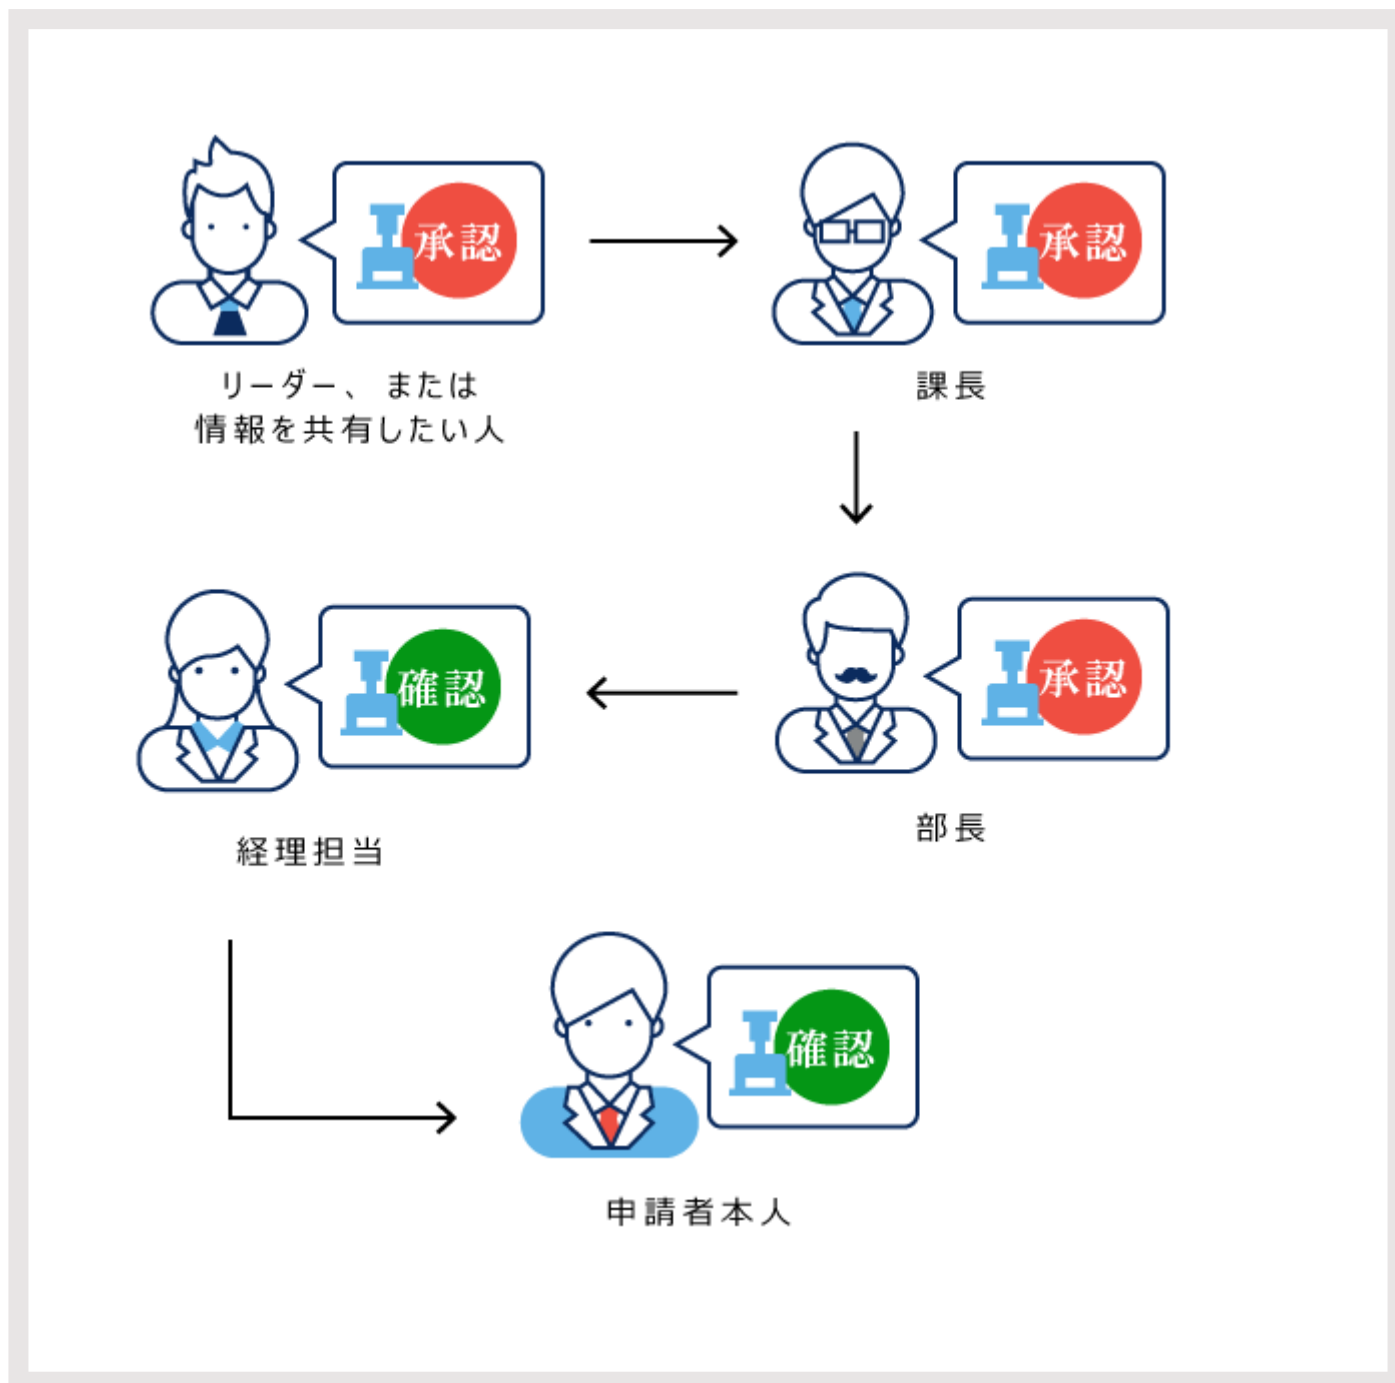 承認
リーダー、または
情報を共有したい人
承認
課長
承認
部長
確認
経理担当
確認
申請者本人